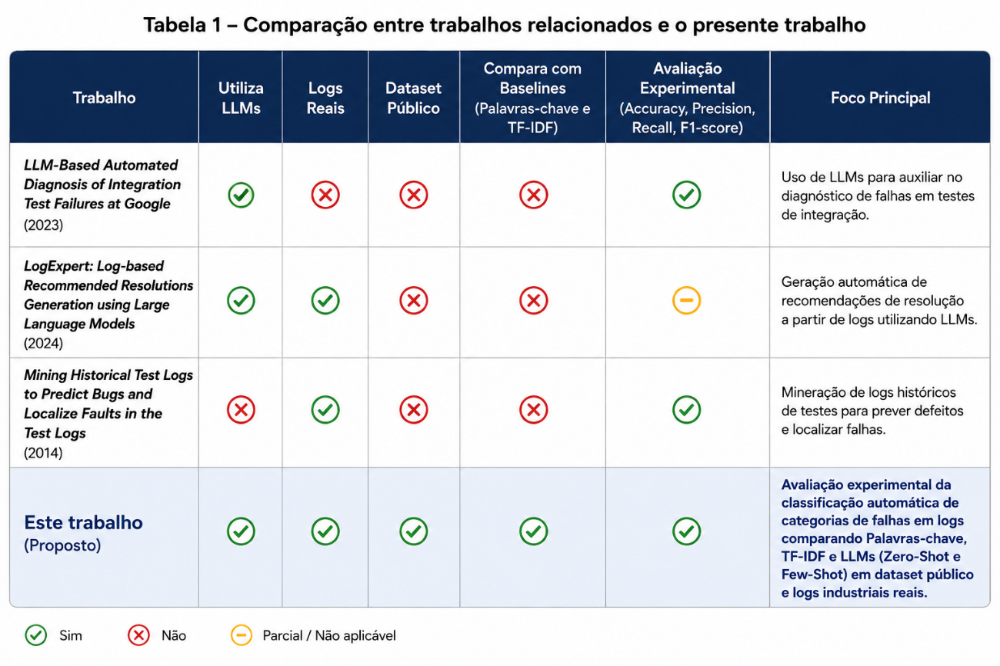 Tabela 1 – Comparação entre trabalhos relacionados e o presente trabalho
Trabalho
Utiliza
LLMs
Logs
Reais
Dataset
Público
Compara com
Baselines
(Palavras-chave e
TF-IDF)
Avaliação
Experimental
(Accuracy, Precision,
Recall, F1-score)
Foco Principal
LLM-Based Automated
Diagnosis of Integration
Test Failures at Google
(2023)
Uso de LLMs para auxiliar no
diagnóstico de falhas em testes
de integração.
LogExpert: Log-based
Recommended Resolutions
Generation using Large
Language Models
(2024)
Geração automática de
recomendações de resolução
a partir de logs utilizando LLMs.
Mining Historical Test Logs
to Predict Bugs and
Localize Faults in the
Test Logs
(2014)
Mineração de logs históricos
de testes para prever defeitos
e localizar falhas.
Este trabalho
(Proposto)
Avaliação experimental da
classificação automática de
categorias de falhas em logs
comparando Palavras-chave,
TF-IDF e LLMs (Zero-Shot e
Few-Shot) em dataset público
e logs industriais reais.
Sim
Não
Parcial / Não aplicável